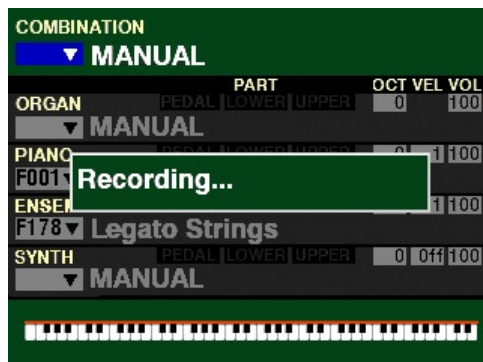 COMBINATION
MANUAL
PART OCT VEL VOL
ORGAN PEDAL LOWER UPPER 0 100
MANUAL
PIANO 1 100
F001
Recording...
ENSEM 1 100
F178 Legato Strings
SYNTH PEDAL LOWER UPPER 0 Off 100
MANUAL